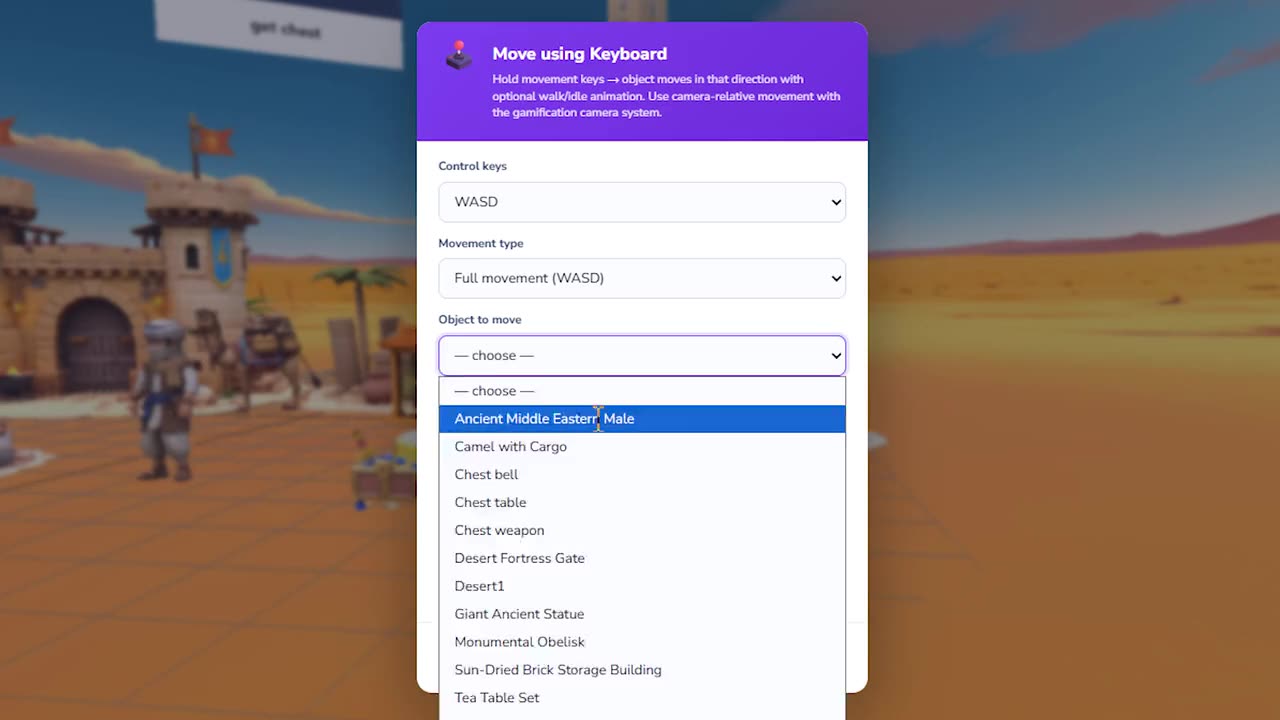 get chest
Move using Keyboard
Hold movement keys → object moves in that direction with
optional walk/idle animation. Use camera-relative movement with
the gamification camera system.
Control keys
WASD
Movement type
Full movement (WASD)
Object to move
— choose —
— choose —
Ancient Middle Eastern Male
Camel with Cargo
Chest bell
Chest table
Chest weapon
Desert Fortress Gate
Desert1
Giant Ancient Statue
Monumental Obelisk
Sun-Dried Brick Storage Building
Tea Table Set